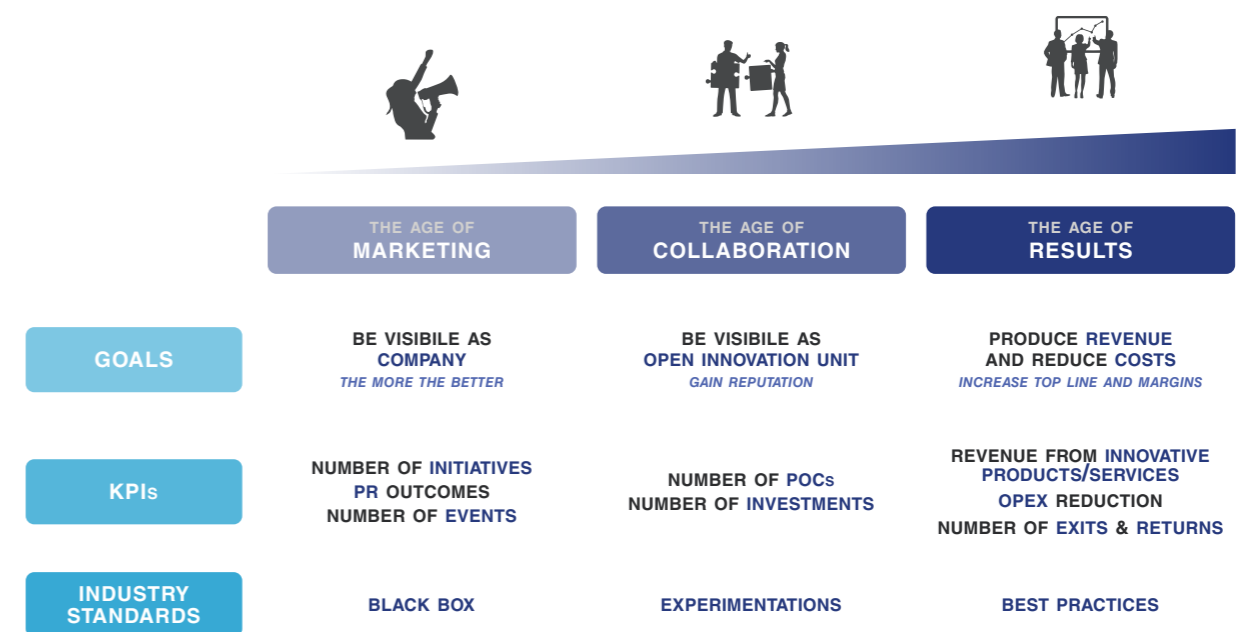 THE AGE OF
MARKETING
THE AGE OF
COLLABORATION
THE AGE OF
RESULTS
GOALS
BE VISIBILE AS
COMPANY
THE MORE THE BETTER
BE VISIBILE AS
OPEN INNOVATION UNIT
GAIN REPUTATION
PRODUCE REVENUE
AND REDUCE COSTS
INCREASE TOP LINE AND MARGINS
KPIs
NUMBER OF INITIATIVES
PR OUTCOMES
NUMBER OF EVENTS
NUMBER OF POCs
NUMBER OF INVESTMENTS
REVENUE FROM INNOVATIVE
PRODUCTS/SERVICES
OPEX REDUCTION
NUMBER OF EXITS & RETURNS
INDUSTRY
STANDARDS
BLACK BOX
EXPERIMENTATIONS
BEST PRACTICES